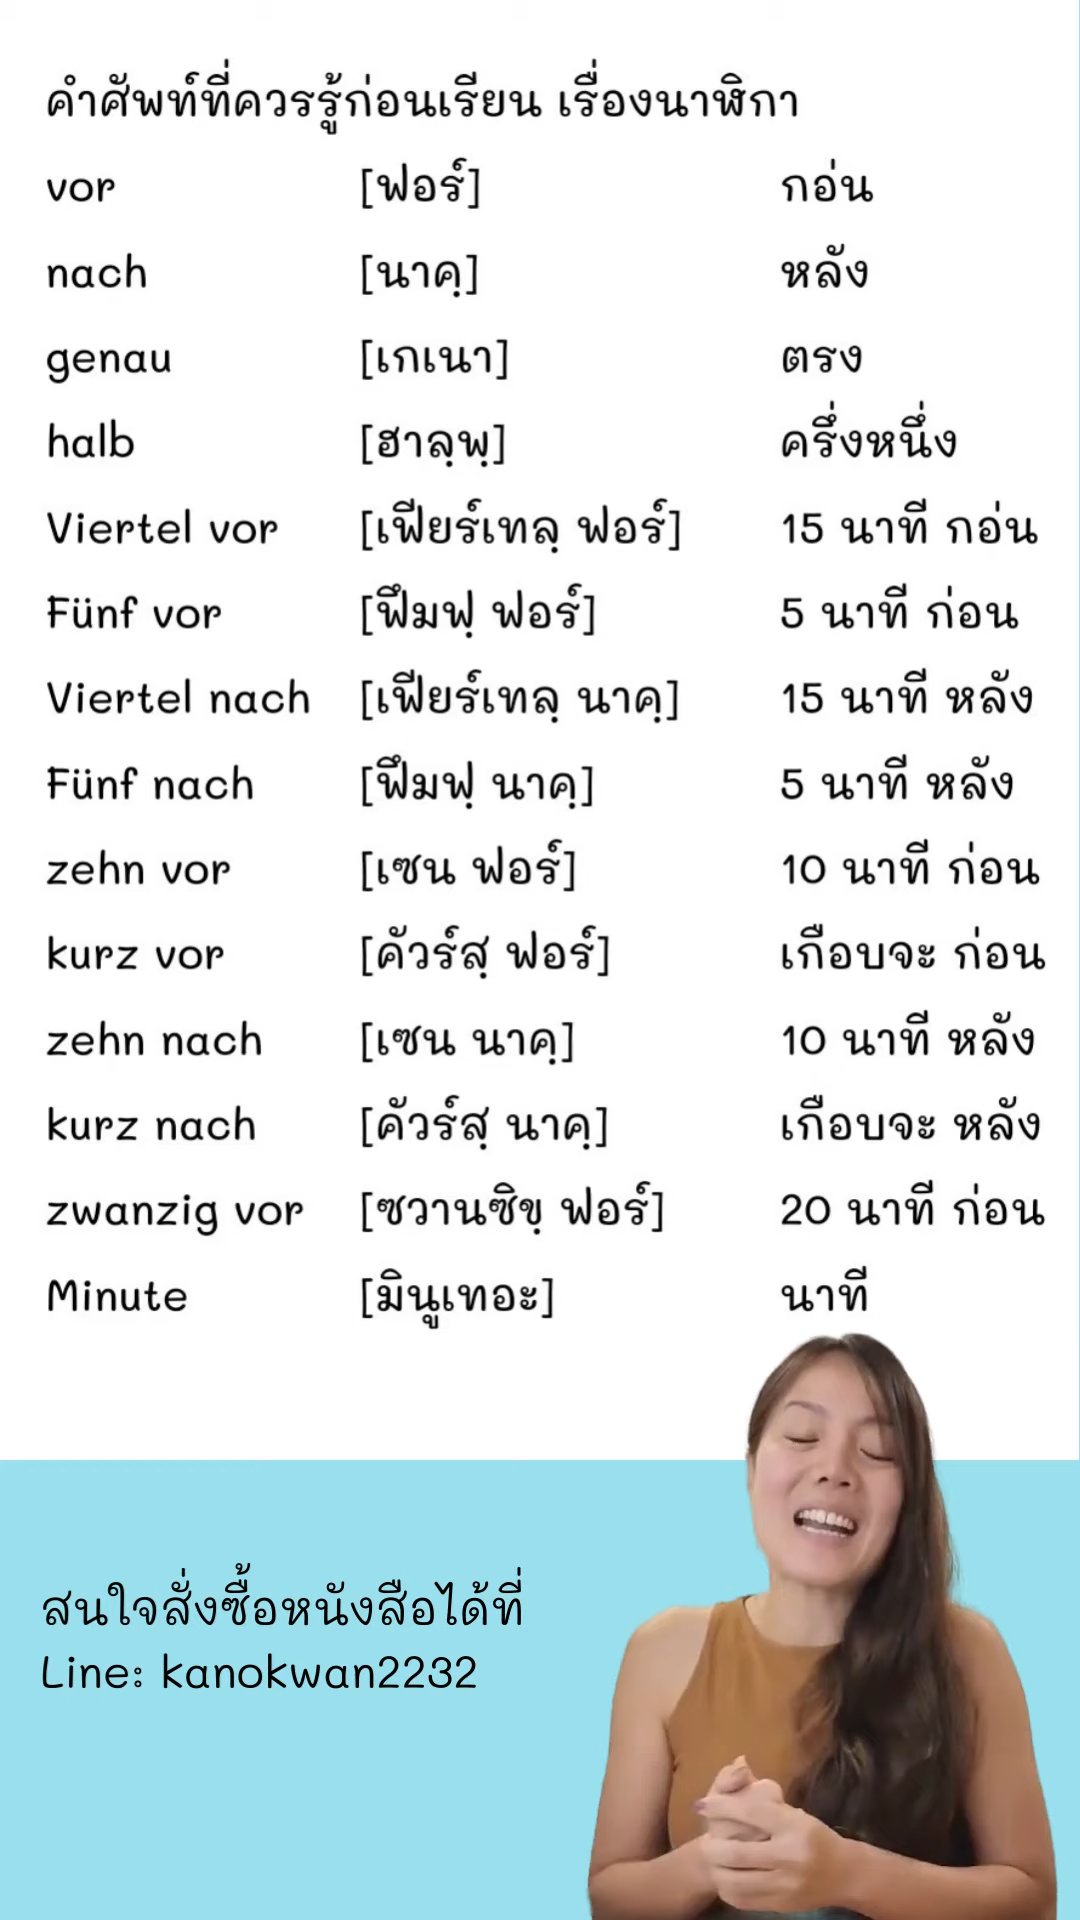 คำศัพท์ที่ควรรู้ก่อนเรียน เรื่องนาฬิกา
vor [ฟอร์] กอ่น
nach [นาคฺ] หลัง
genau [เกเนา] ตรง
halb [ฮาลฺพฺ] ครึ่งหนึ่ง
Viertel vor [เฟียร์เทลฺ ฟอร์] 15 นาที กอ่น
Fünf vor [ฟึมฟฺ ฟอร์] 5 นาที ก่อน
Viertel nach [เฟียร์เทลฺ นาคฺ] 15 นาที หลัง
Fünf nach [ฟึมฟฺ นาคฺ] 5 นาที หลัง
zehn vor [เซน ฟอร์] 10 นาที ก่อน
kurz vor [คัวร์สฺ ฟอร์] เกือบจะ ก่อน
zehn nach [เซน นาคฺ] 10 นาที หลัง
kurz nach [คัวร์สฺ นาคฺ] เกือบจะ หลัง
zwanzig vor [ซวานซิขฺ ฟอร์] 20 นาที ก่อน
Minute [มินูเทอะ] นาที
สนใจสั่งซื้อหนังสือได้ที่
Line: kanokwan2232